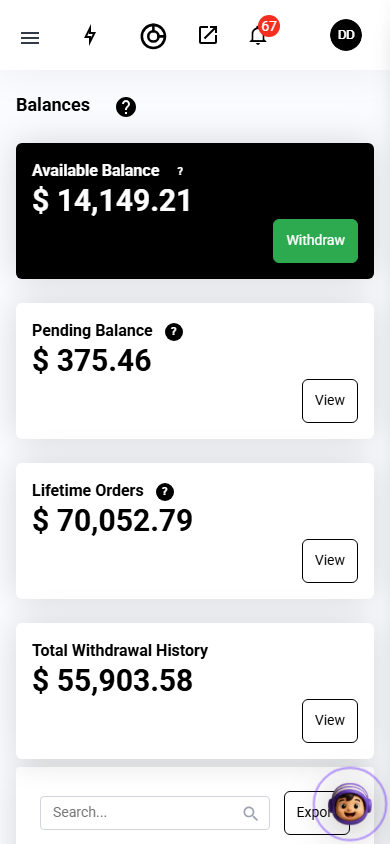 67
DD
Balances ?
Available Balance ?
$ 14,149.21
Withdraw
Pending Balance ?
$ 375.46
View
Lifetime Orders ?
$ 70,052.79
View
Total Withdrawal History
$ 55,903.58
View
Search...